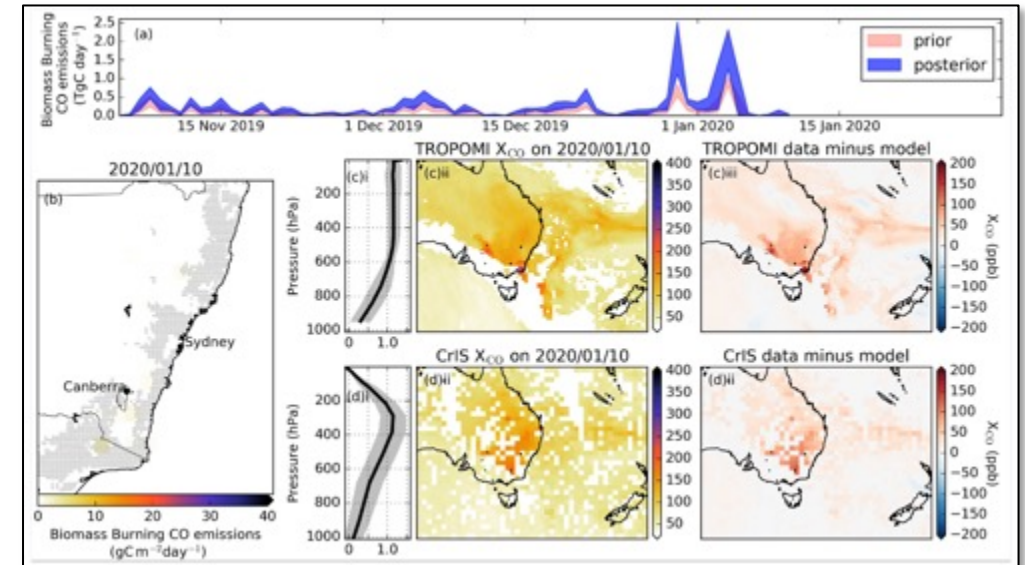 Biomass Burning
CO emissions
(TgC day⁻¹)
2.5
2.0
1.5
1.0
0.5
0.0
(a)
prior
posterior
15 Nov 2019
1 Dec 2019
15 Dec 2019
1 Jan 2020
15 Jan 2020
2020/01/10
(b)
Sydney
Canberra
0 10 20 30 40
Biomass Burning CO emissions
(gC m⁻²day⁻¹)
TROPOMI X_CO on 2020/01/10
TROPOMI data minus model
(c)i
(c)ii
(c)iii
Pressure (hPa)
200
400
600
800
1000
0 1.0
400
350
300
250
200
150
100
50
200
150
100
50
0
−50
−100
−150
−200
X_CO (ppb)
CrIS X_CO on 2020/01/10
CrIS data minus model
(d)i
(d)ii
(d)ii
Pressure (hPa)
200
400
600
800
1000
0 1.0
400
350
300
250
200
150
100
50
200
150
100
50
0
−50
−100
−150
−200
X_CO (ppb)